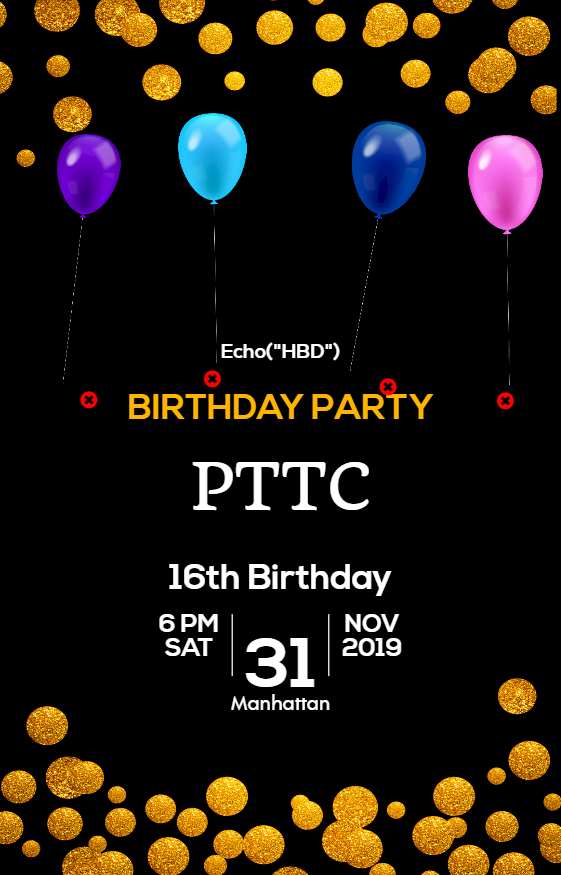 Echo("HBD")
BIRTHDAY PARTY
PTTC
16th Birthday
6 PM
SAT
31
NOV
2019
Manhattan